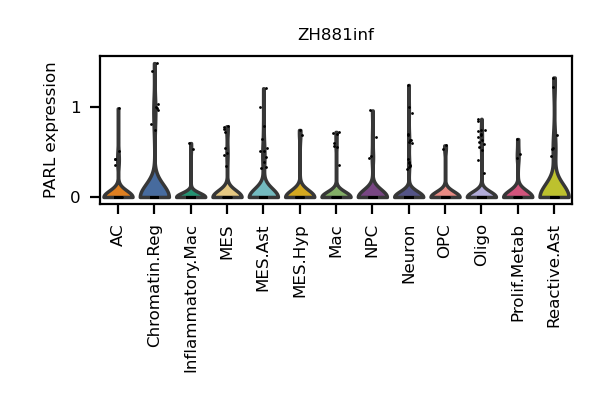 ZH881inf
PARL expression
1
0
AC
Chromatin.Reg
Inflammatory.Mac
MES
MES.Ast
MES.Hyp
Mac
NPC
Neuron
OPC
Oligo
Prolif.Metab
Reactive.Ast